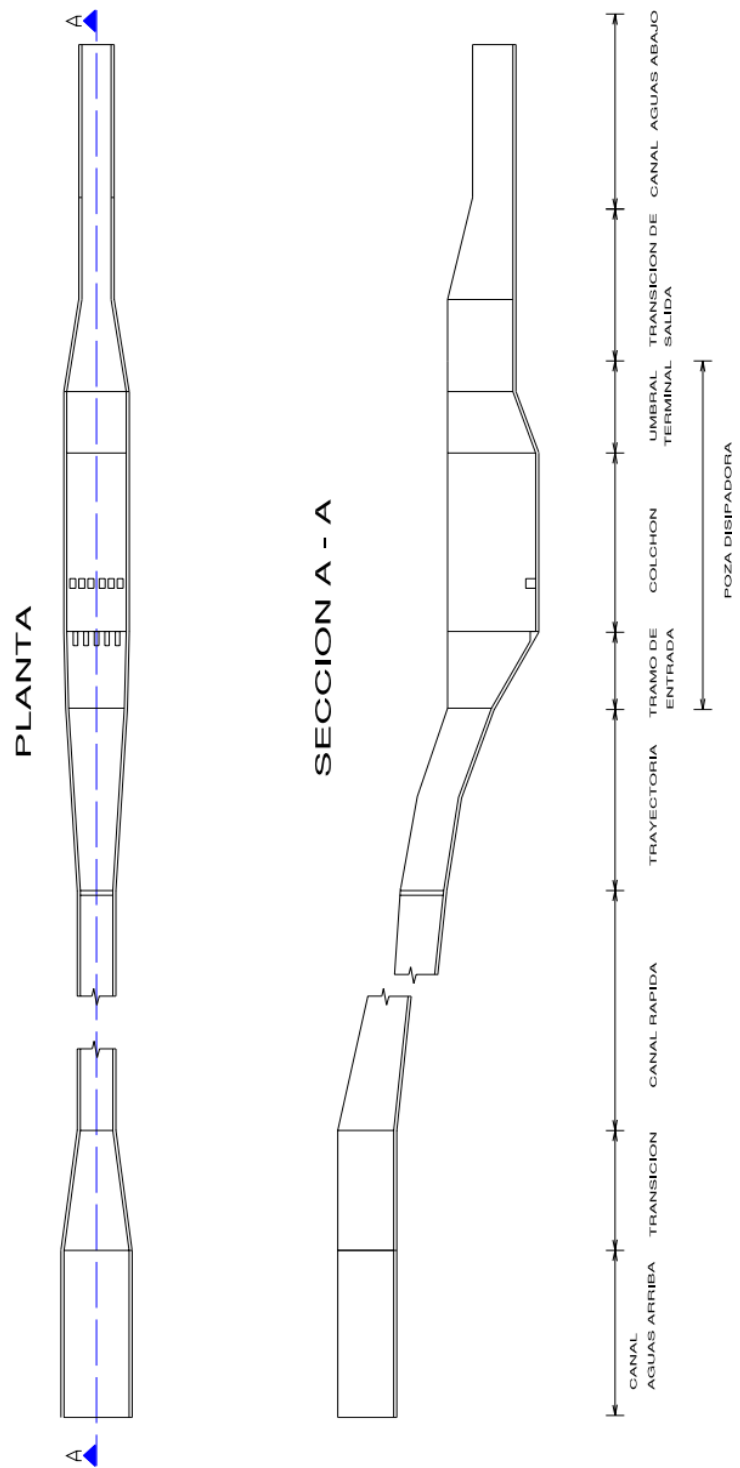 PLANTA
A
A
SECCION A - A
CANAL
AGUAS ARRIBA
TRANSICION
CANAL RAPIDA
TRAYECTORIA
TRAMO DE
ENTRADA
COLCHON
UMBRAL
TERMINAL
TRANSICION DE
SALIDA
CANAL AGUAS ABAJO
POZA DISIPADORA